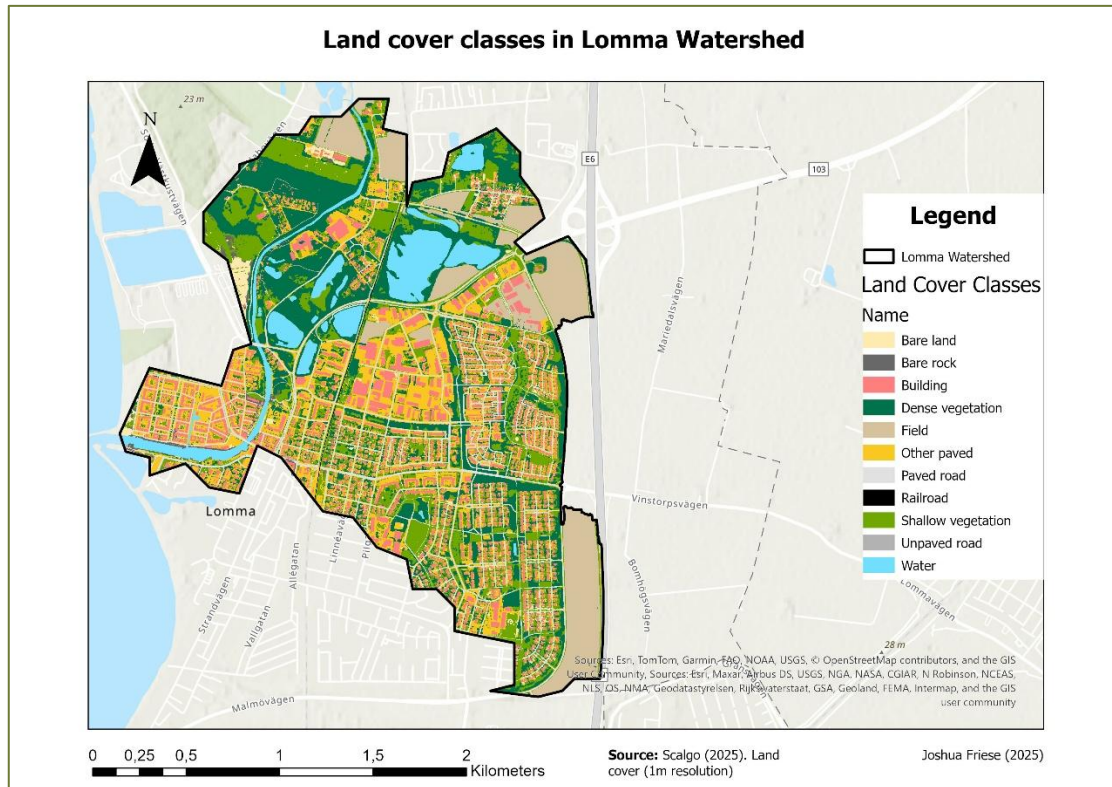 Land cover classes in Lomma Watershed
23 m
N
E6
103
Legend
Lomma Watershed
Land Cover Classes
Name
Bare land
Bare rock
Building
Dense vegetation
Field
Other paved
Paved road
Railroad
Shallow vegetation
Unpaved road
Water
Mariedalsvägen
Vinstorpsvägen
Lomma
Linnéaväg
Allégatan
Strandvägen
Vallgatan
Bomhögsvägen
Lommavägen
28 m
Malmövägen
Sources: Esri, TomTom, Garmin, FAO, NOAA, USGS, © OpenStreetMap contributors, and the GIS
User Community, Sources: Esri, Maxar, Airbus DS, USGS, NGA, NASA, CGIAR, N Robinson, NCEAS,
NLS, OS, NMA, Geodatastyrelsen, Rijkswaterstaat, GSA, Geoland, FEMA, Intermap, and the GIS
user community
0 0,25 0,5 1 1,5 2
Kilometers
Source: Scalgo (2025). Land
cover (1m resolution)
Joshua Friese (2025)